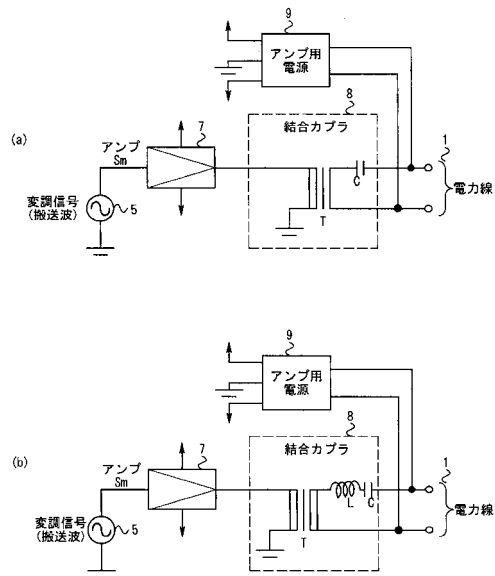 (a)
9
アンプ用
電源
8
結合カプラ
7
アンプ
Sm
1
変調信号
(搬送波)
5
T
C
電力線
(b)
9
アンプ用
電源
8
結合カプラ
7
アンプ
Sm
1
変調信号
(搬送波)
5
T
L
C
電力線